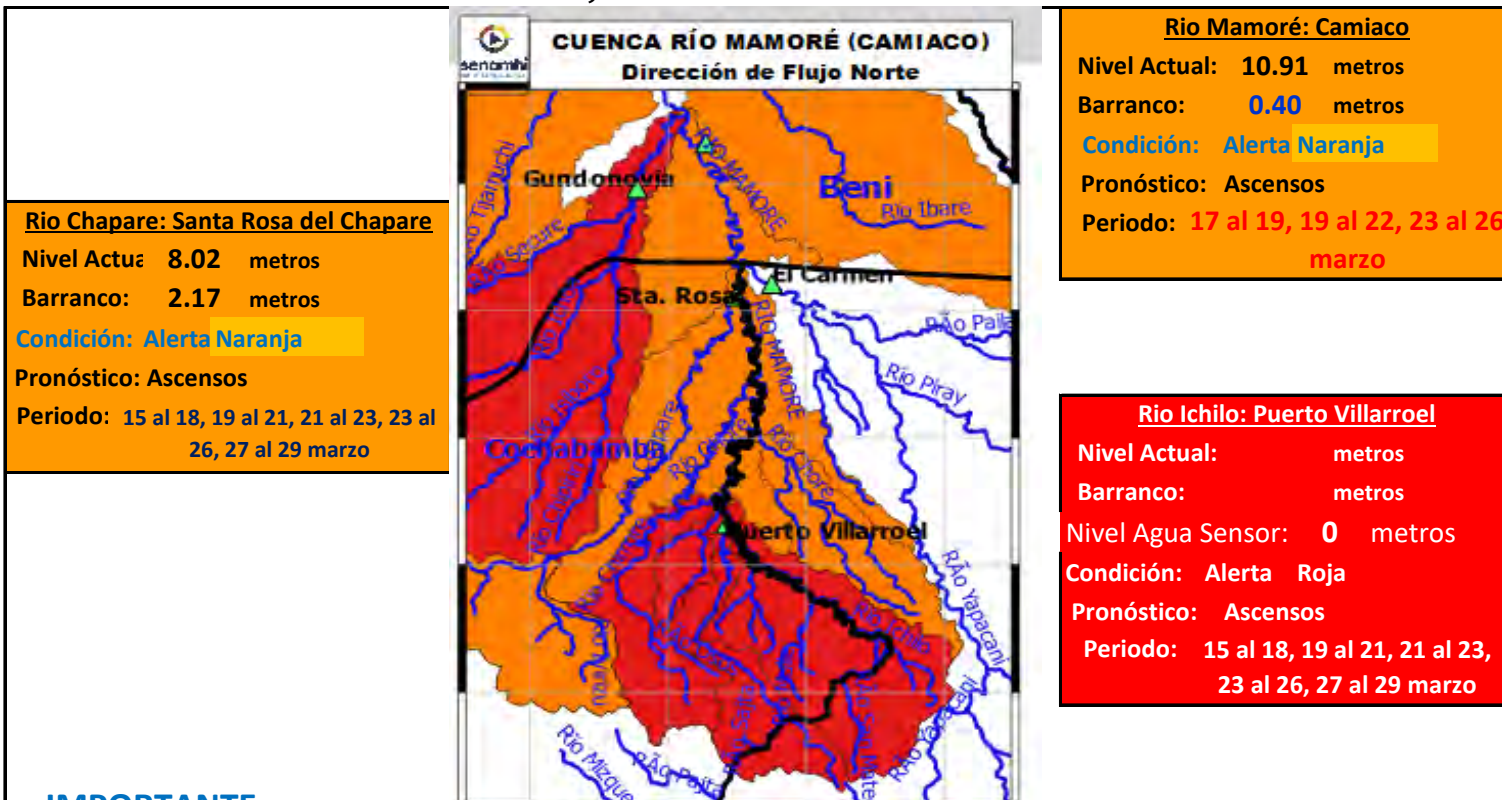 senamhi
CUENCA RÍO MAMORÉ (CAMIACO)
Dirección de Flujo Norte
Rio Chapare: Santa Rosa del Chapare
Nivel Actua 8.02 metros
Barranco: 2.17 metros
Condición: Alerta Naranja
Pronóstico: Ascensos
Periodo: 15 al 18, 19 al 21, 21 al 23, 23 al
26, 27 al 29 marzo
RÍO MAMORE
Gundonovia
Beni
Río Ibare
RÃo Tijamuchi
RÃo Secure
El Carmen
Sta. Rosa
RÍO MAMORE
RÃo Paila
Río Piray
Cochabamba
Puerto Villarroel
RÃo Yapacani
Río Ichilo
RÃo Yapacani
Río Mizque
Rio Mamoré: Camiaco
Nivel Actual: 10.91 metros
Barranco: 0.40 metros
Condición: Alerta Naranja
Pronóstico: Ascensos
Periodo: 17 al 19, 19 al 22, 23 al 26
marzo
Rio Ichilo: Puerto Villarroel
Nivel Actual: metros
Barranco: metros
Nivel Agua Sensor: 0 metros
Condición: Alerta Roja
Pronóstico: Ascensos
Periodo: 15 al 18, 19 al 21, 21 al 23,
23 al 26, 27 al 29 marzo
IMPORTANTE